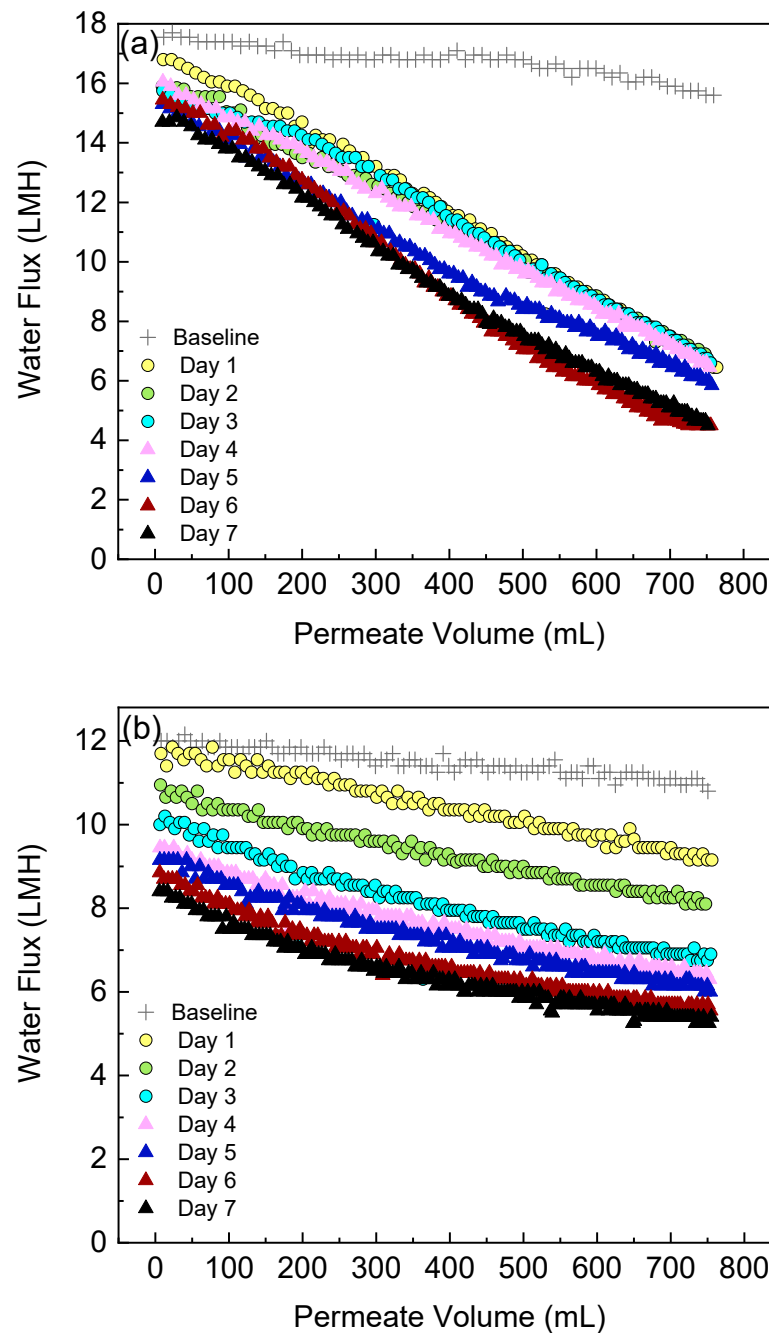 (a)
18
16
14
12
10
8
6
4
2
0
Water Flux (LMH)
Baseline
Day 1
Day 2
Day 3
Day 4
Day 5
Day 6
Day 7
0 100 200 300 400 500 600 700 800
Permeate Volume (mL)
(b)
12
10
8
6
4
2
0
Water Flux (LMH)
Baseline
Day 1
Day 2
Day 3
Day 4
Day 5
Day 6
Day 7
0 100 200 300 400 500 600 700 800
Permeate Volume (mL)